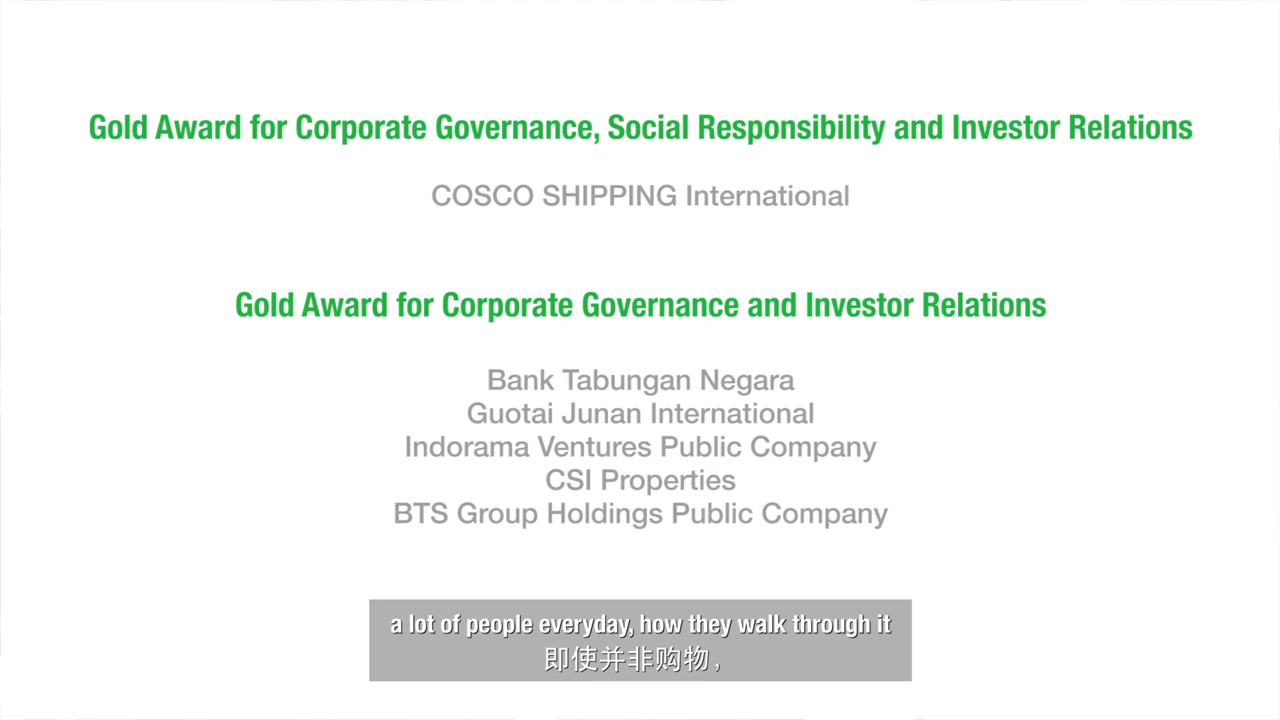 Gold Award for Corporate Governance, Social Responsibility and Investor Relations
COSCO SHIPPING International
Gold Award for Corporate Governance and Investor Relations
Bank Tabungan Negara
Guotai Junan International
Indorama Ventures Public Company
CSI Properties
BTS Group Holdings Public Company
a lot of people everyday, how they walk through it
即使并非购物，